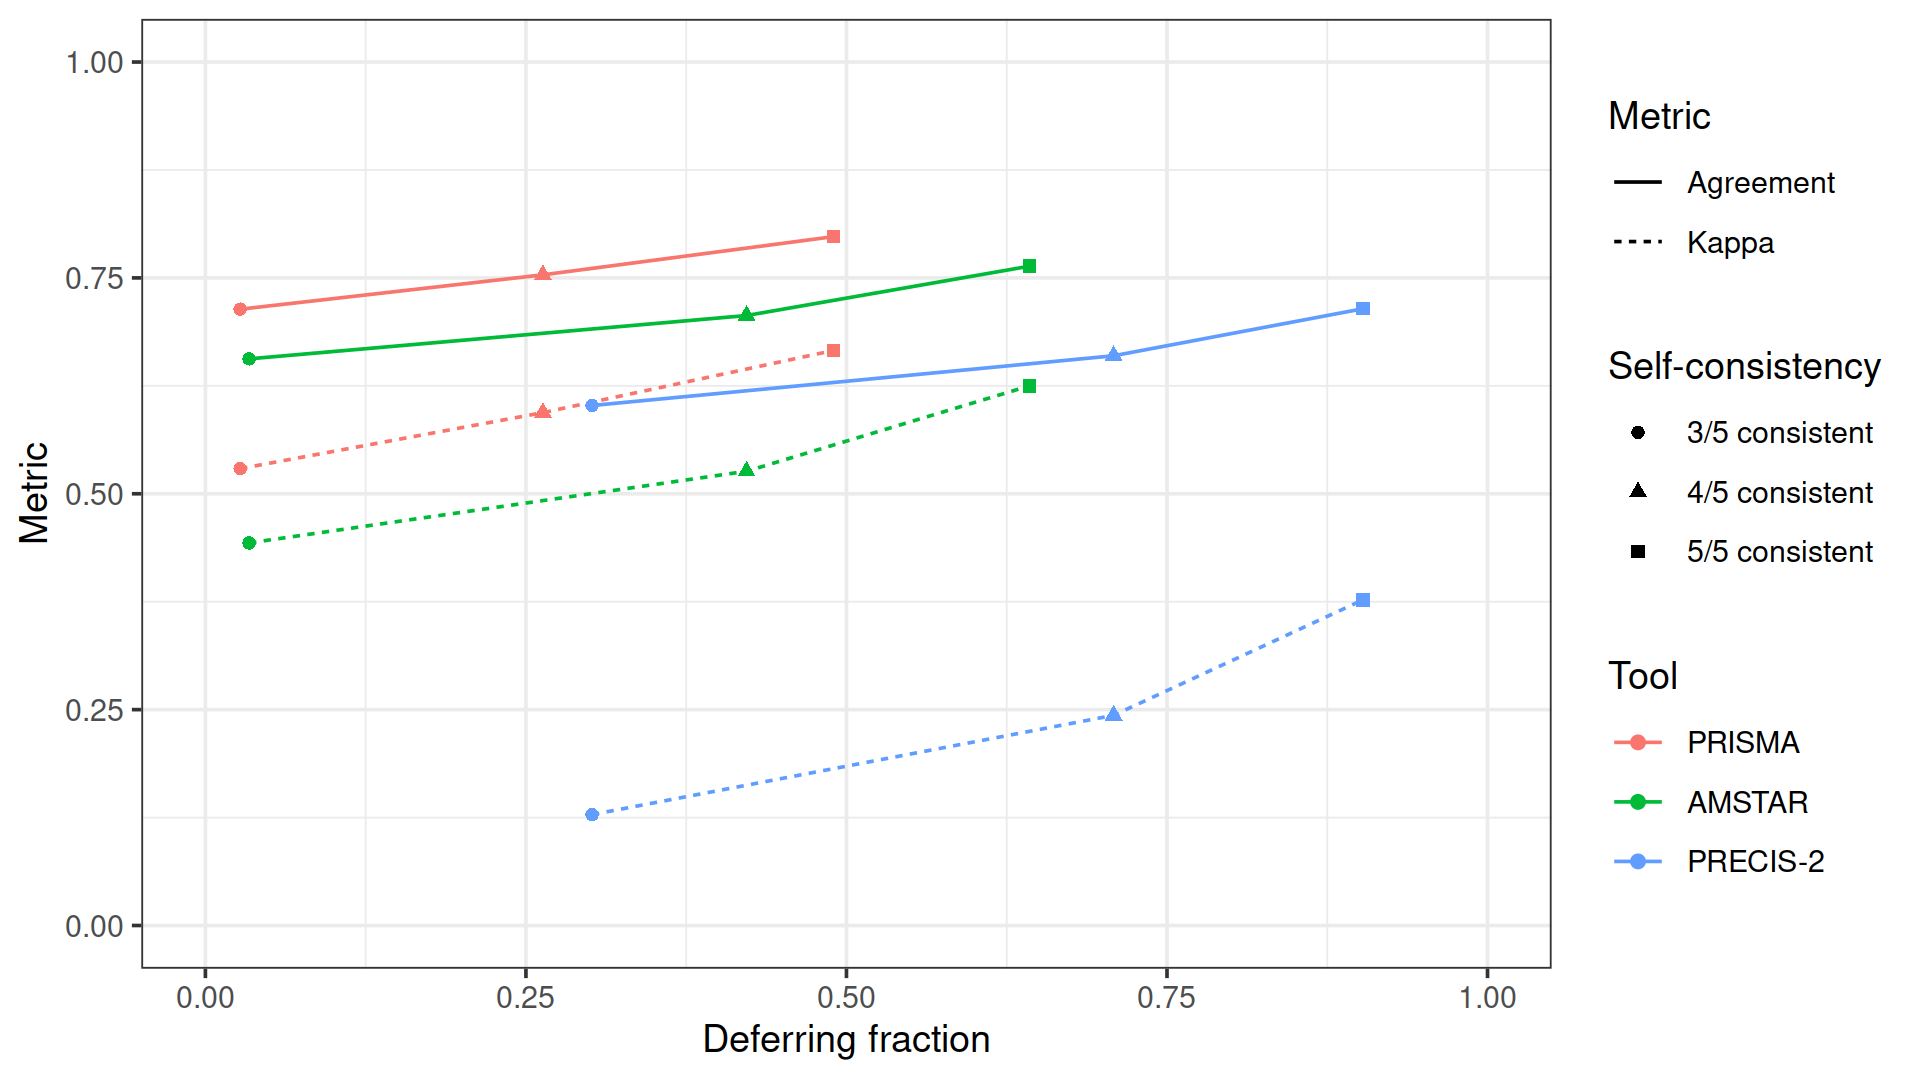 1.00
0.75
0.50
0.25
0.00
Metric
0.00
0.25
0.50
0.75
1.00
Deferring fraction
Metric
Agreement
Kappa
Self-consistency
3/5 consistent
4/5 consistent
5/5 consistent
Tool
PRISMA
AMSTAR
PRECIS-2